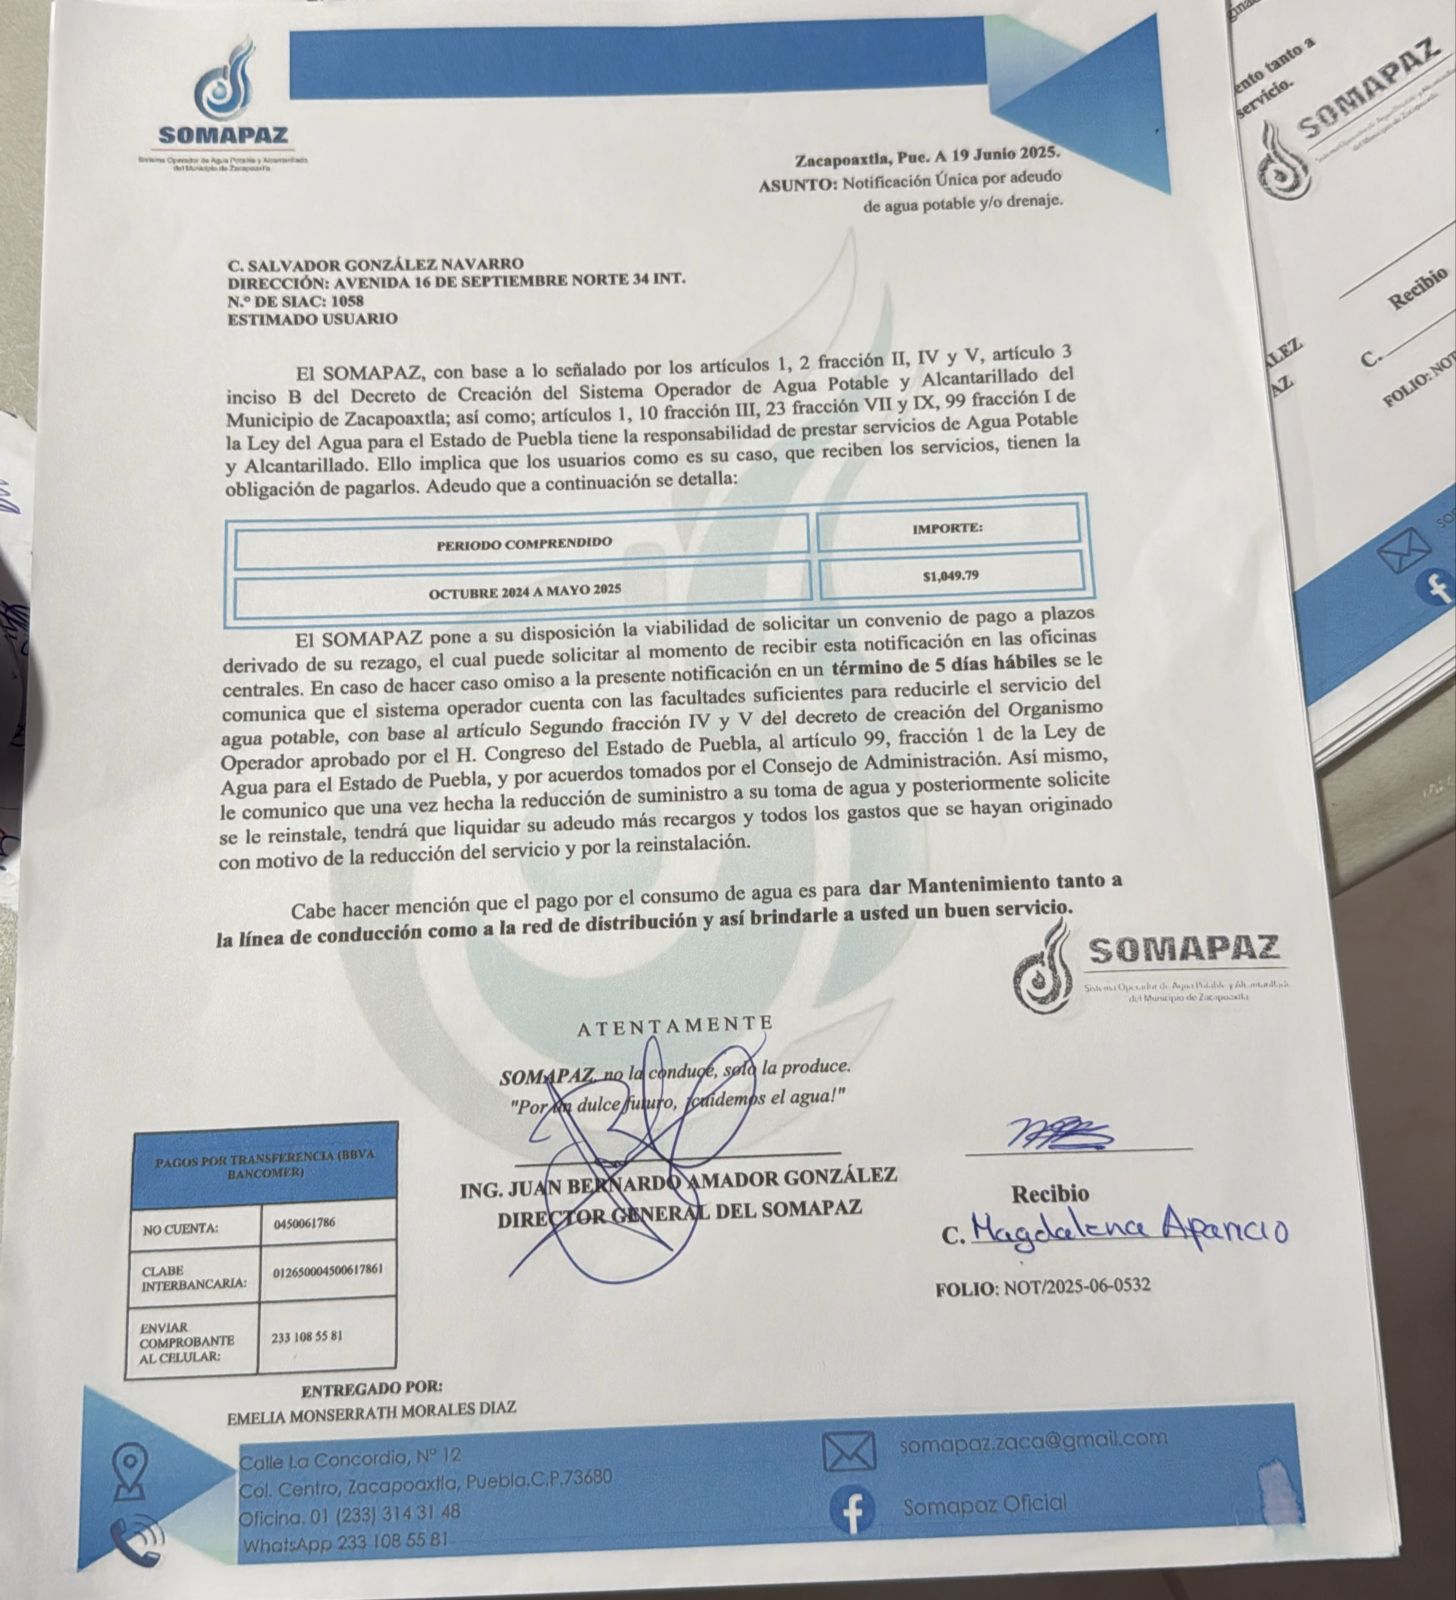 SOMAPAZ
Sistema Operador de Agua Potable y Alcantarillado
del Municipio de Zacapoaxtla.
Zacapoaxtla, Pue. A 19 Junio 2025.
ASUNTO: Notificación Única por adeudo
de agua potable y/o drenaje.
C. SALVADOR GONZÁLEZ NAVARRO
DIRECCIÓN: AVENIDA 16 DE SEPTIEMBRE NORTE 34 INT.
N.º DE SIAC: 1058
ESTIMADO USUARIO
El SOMAPAZ, con base a lo señalado por los artículos 1, 2 fracción II, IV y V, artículo 3
inciso B del Decreto de Creación del Sistema Operador de Agua Potable y Alcantarillado del
Municipio de Zacapoaxtla; así como; artículos 1, 10 fracción III, 23 fracción VII y IX, 99 fracción I de
la Ley del Agua para el Estado de Puebla tiene la responsabilidad de prestar servicios de Agua Potable
y Alcantarillado. Ello implica que los usuarios como es su caso, que reciben los servicios, tienen la
obligación de pagarlos. Adeudo que a continuación se detalla:
PERIODO COMPRENDIDO
IMPORTE:
OCTUBRE 2024 A MAYO 2025
$1,049.79
El SOMAPAZ pone a su disposición la viabilidad de solicitar un convenio de pago a plazos
derivado de su rezago, el cual puede solicitar al momento de recibir esta notificación en las oficinas
centrales. En caso de hacer caso omiso a la presente notificación en un término de 5 días hábiles se le
comunica que el sistema operador cuenta con las facultades suficientes para reducirle el servicio del
agua potable, con base al artículo Segundo fracción IV y V del decreto de creación del Organismo
Operador aprobado por el H. Congreso del Estado de Puebla, al artículo 99, fracción 1 de la Ley de
Agua para el Estado de Puebla, y por acuerdos tomados por el Consejo de Administración. Así mismo,
le comunico que una vez hecha la reducción de suministro a su toma de agua y posteriormente solicite
se le reinstale, tendrá que liquidar su adeudo más recargos y todos los gastos que se hayan originado
con motivo de la reducción del servicio y por la reinstalación.
Cabe hacer mención que el pago por el consumo de agua es para dar Mantenimiento tanto a
la línea de conducción como a la red de distribución y así brindarle a usted un buen servicio.
SOMAPAZ
Sistema Operador de Agua Potable y Alcantarillado
del Municipio de Zacapoaxtla
ATENTAMENTE
SOMAPAZ, no la conduce, solo la produce.
"Por un dulce futuro, ¡cuidemos el agua!"
ING. JUAN BERNARDO AMADOR GONZÁLEZ
DIRECTOR GENERAL DEL SOMAPAZ
Recibio
C. Magdalena Aparicio
FOLIO: NOT/2025-06-0532
PAGOS POR TRANSFERENCIA (BBVA
BANCOMER)
NO CUENTA: 0450061786
CLABE
INTERBANCARIA: 012650004500617861
ENVIAR
COMPROBANTE
AL CELULAR: 233 108 55 81
ENTREGADO POR:
EMELIA MONSERRATH MORALES DIAZ
Calle La Concordia, Nº 12
Col. Centro, Zacapoaxtla, Puebla.C.P.73680
Oficina. 01 (233) 314 31 48
WhatsApp 233 108 55 81
somapaz.zaca@gmail.com
Somapaz Oficial
ento tanto a
servicio.
SOMAPAZ
Recibio
C.
FOLIO: NO
LEZ
AZ